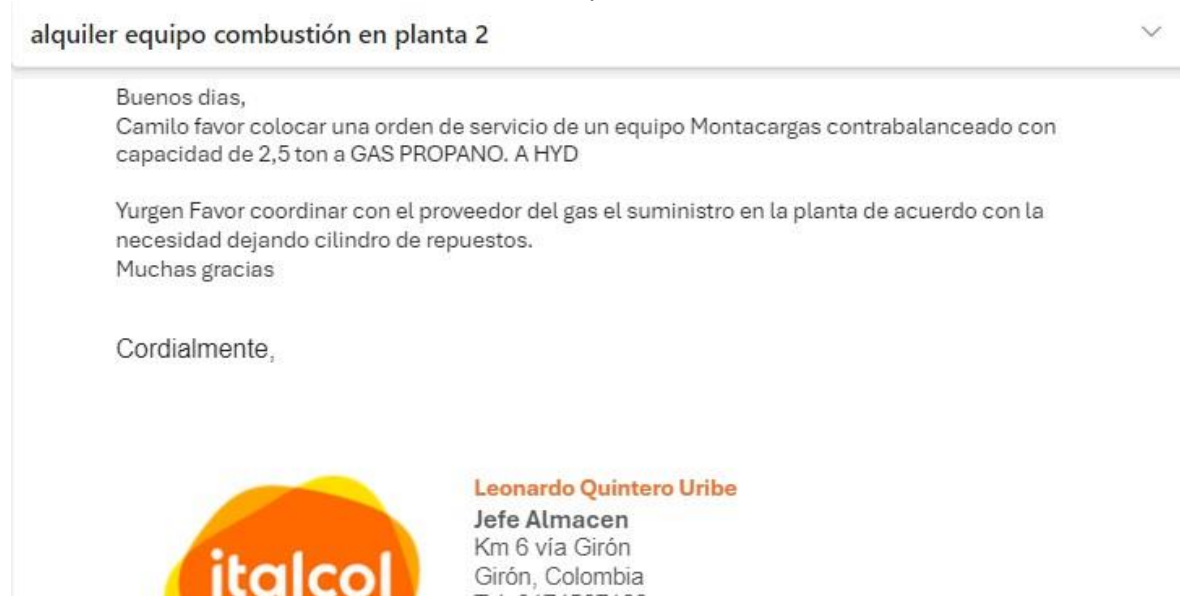 alquiler equipo combustión en planta 2
Buenos dias,
Camilo favor colocar una orden de servicio de un equipo Montacargas contrabalanceado con
capacidad de 2,5 ton a GAS PROPANO. A HYD
Yurgen Favor coordinar con el proveedor del gas el suministro en la planta de acuerdo con la
necesidad dejando cilindro de repuestos.
Muchas gracias
Cordialmente,
italcol
Leonardo Quintero Uribe
Jefe Almacen
Km 6 vía Girón
Girón, Colombia